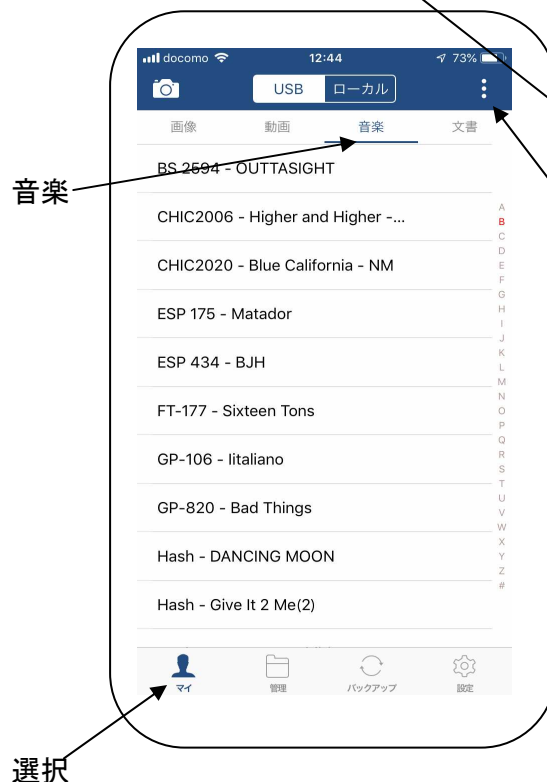 docomo 12:44 73%
USB ローカル
画像 動画 音楽 文書
音楽
BS 2594 - OUTTASIGHT
CHIC2006 - Higher and Higher -...
CHIC2020 - Blue California - NM
ESP 175 - Matador
ESP 434 - BJH
FT-177 - Sixteen Tons
GP-106 - Iitaliano
GP-820 - Bad Things
Hash - DANCING MOON
Hash - Give It 2 Me(2)
A
B
C
D
E
F
G
H
I
J
K
L
M
N
O
P
Q
R
S
T
U
V
W
X
Y
Z
#
マイ 管理 バックアップ 設定
選択